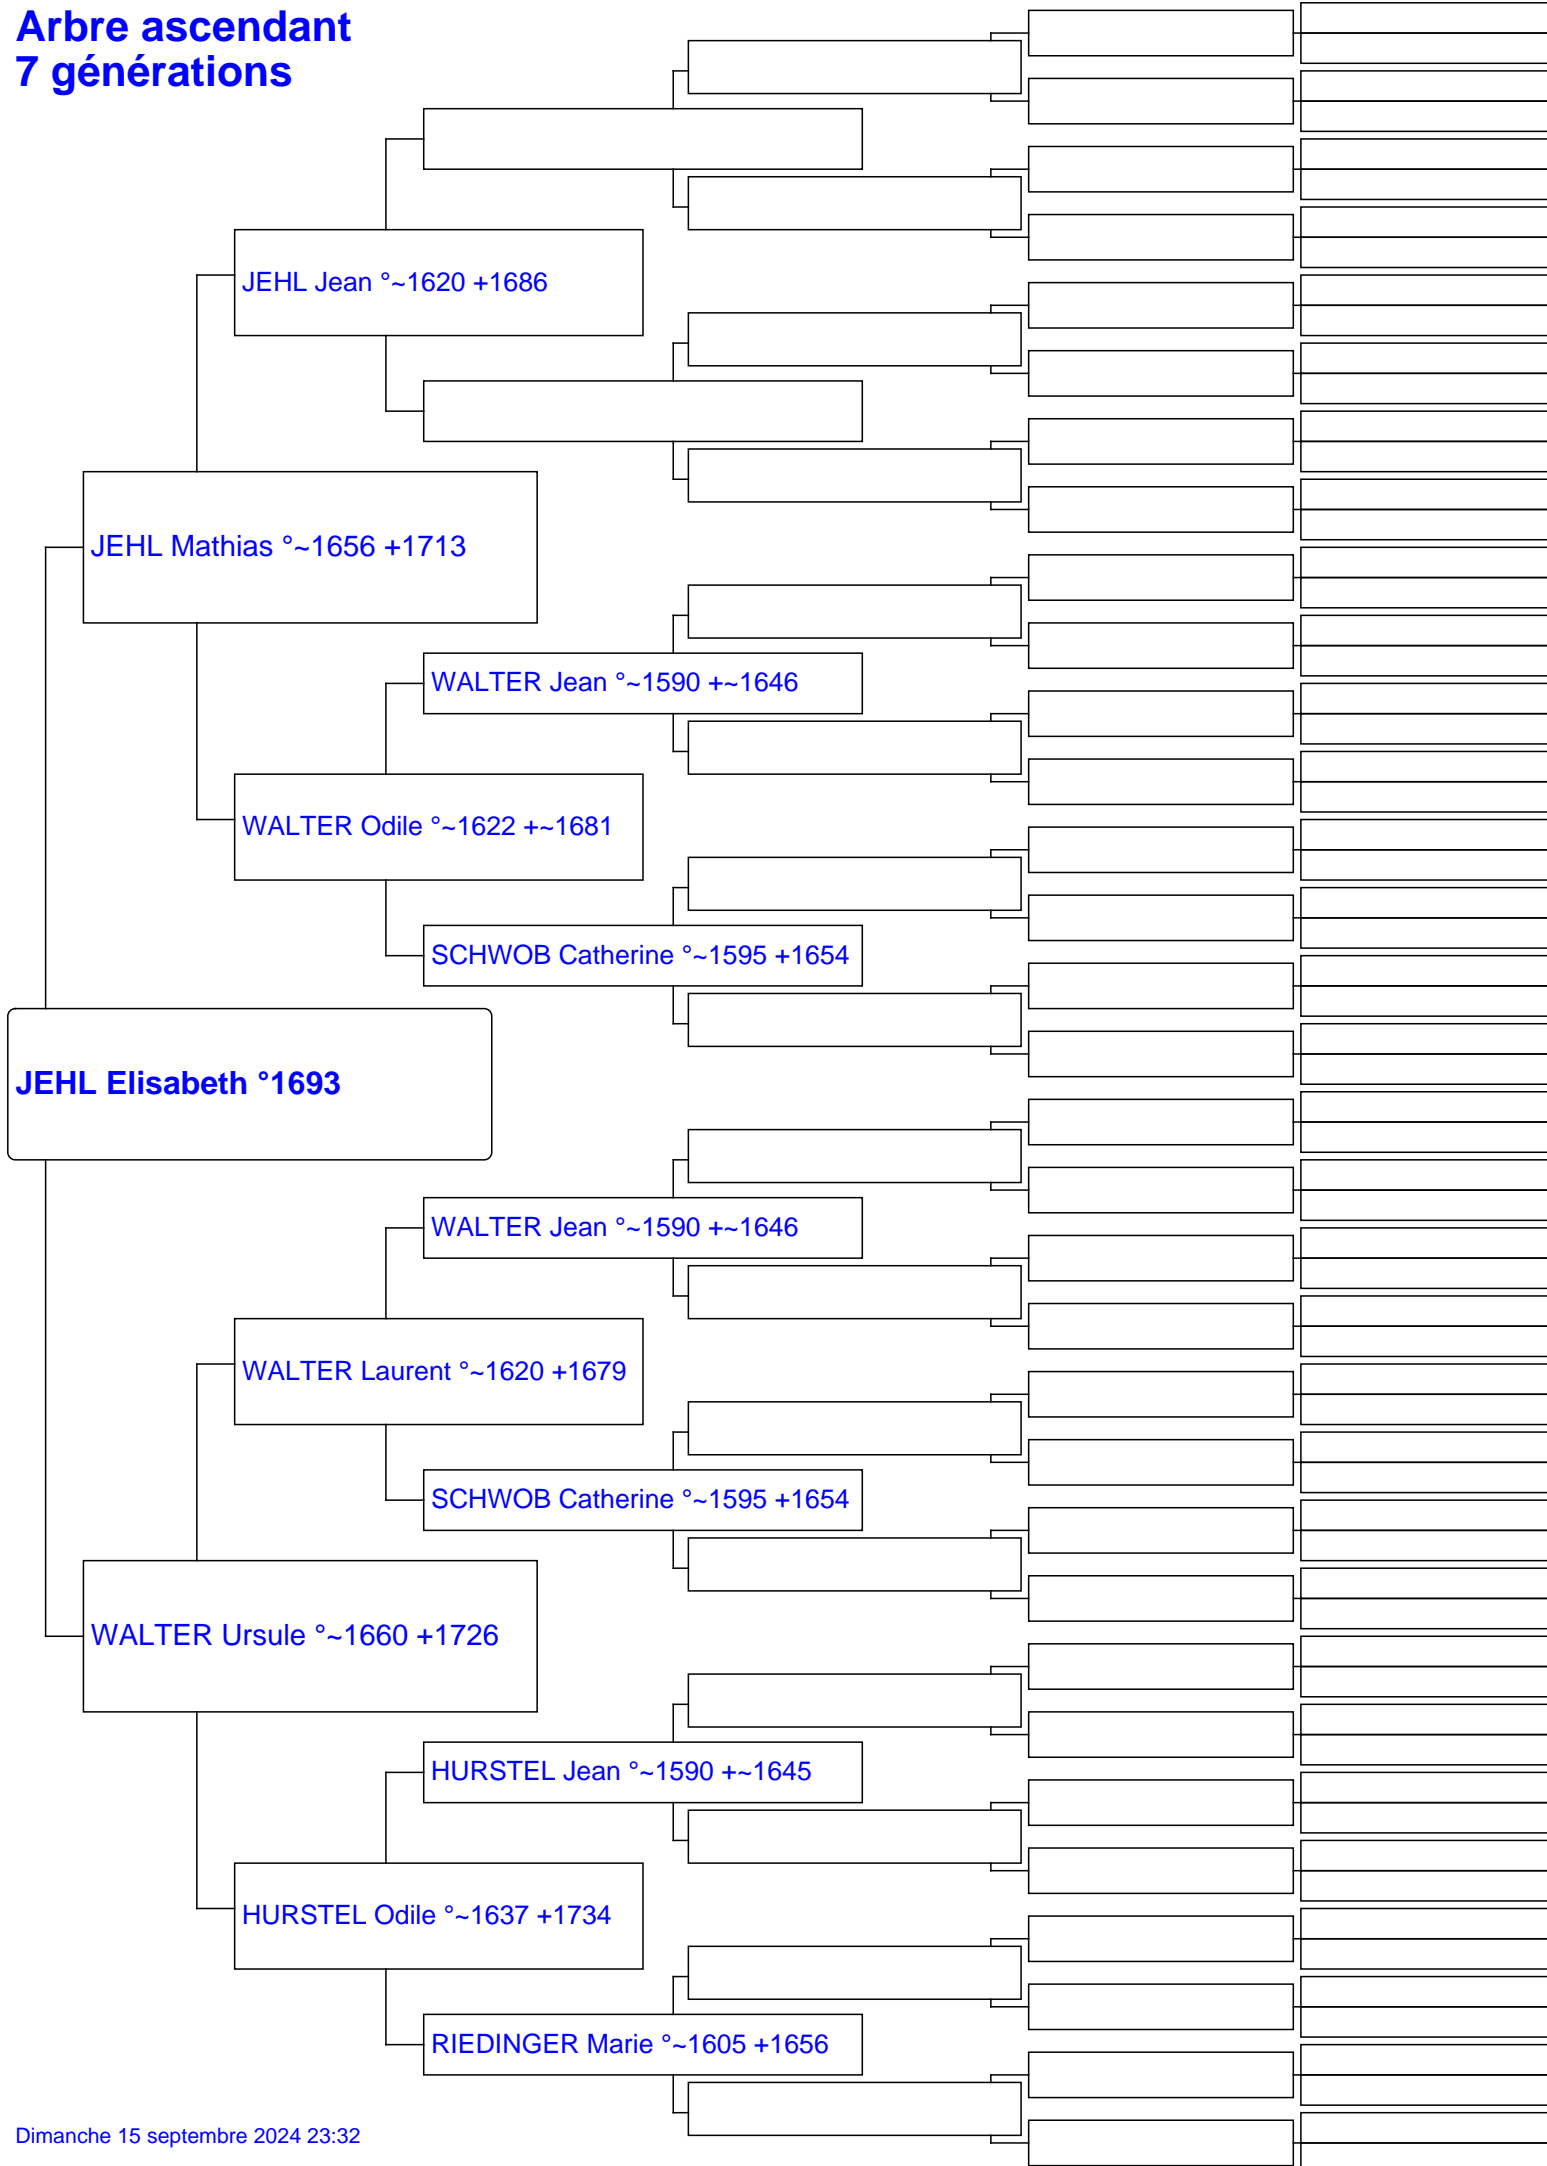 Arbre ascendant
7 générations
JEHL Jean °~1620 +1686
JEHL Mathias °~1656 +1713
WALTER Jean °~1590 +~1646
WALTER Odile °~1622 +~1681
SCHWOB Catherine °~1595 +1654
JEHL Elisabeth °1693
WALTER Jean °~1590 +~1646
WALTER Laurent °~1620 +1679
SCHWOB Catherine °~1595 +1654
WALTER Ursule °~1660 +1726
HURSTEL Jean °~1590 +~1645
HURSTEL Odile °~1637 +1734
RIEDINGER Marie °~1605 +1656
Dimanche 15 septembre 2024 23:32